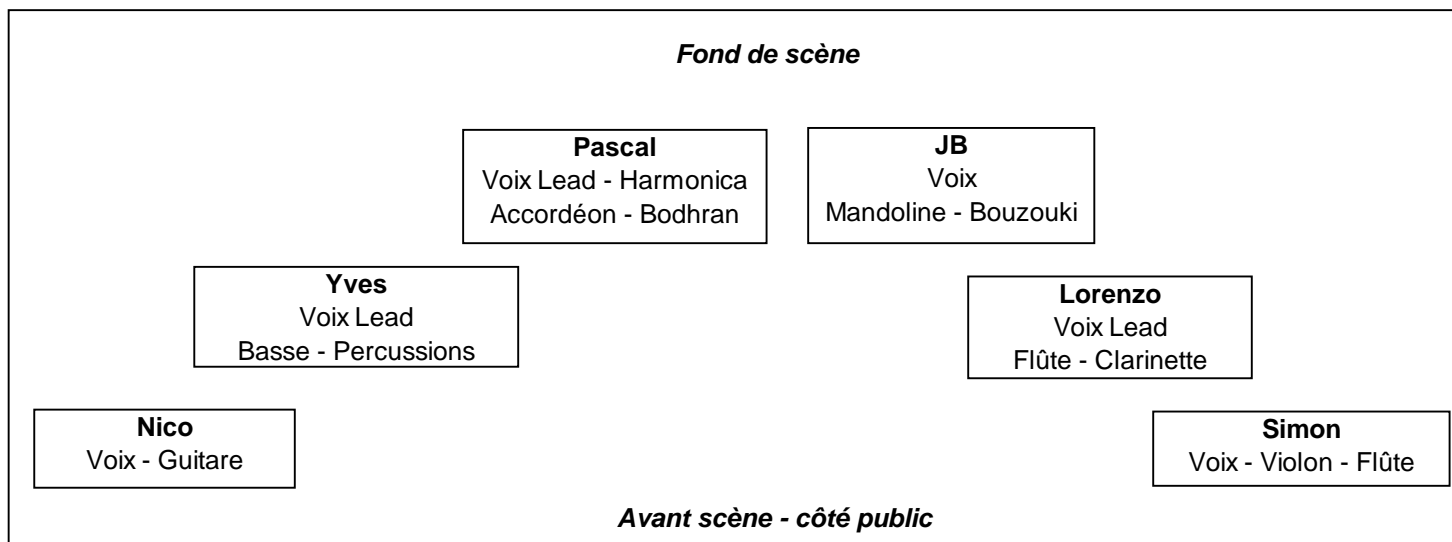 Fond de scène
Pascal
Voix Lead - Harmonica
Accordéon - Bodhran
JB
Voix
Mandoline - Bouzouki
Yves
Voix Lead
Basse - Percussions
Lorenzo
Voix Lead
Flûte - Clarinette
Nico
Voix - Guitare
Simon
Voix - Violon - Flûte
Avant scène - côté public